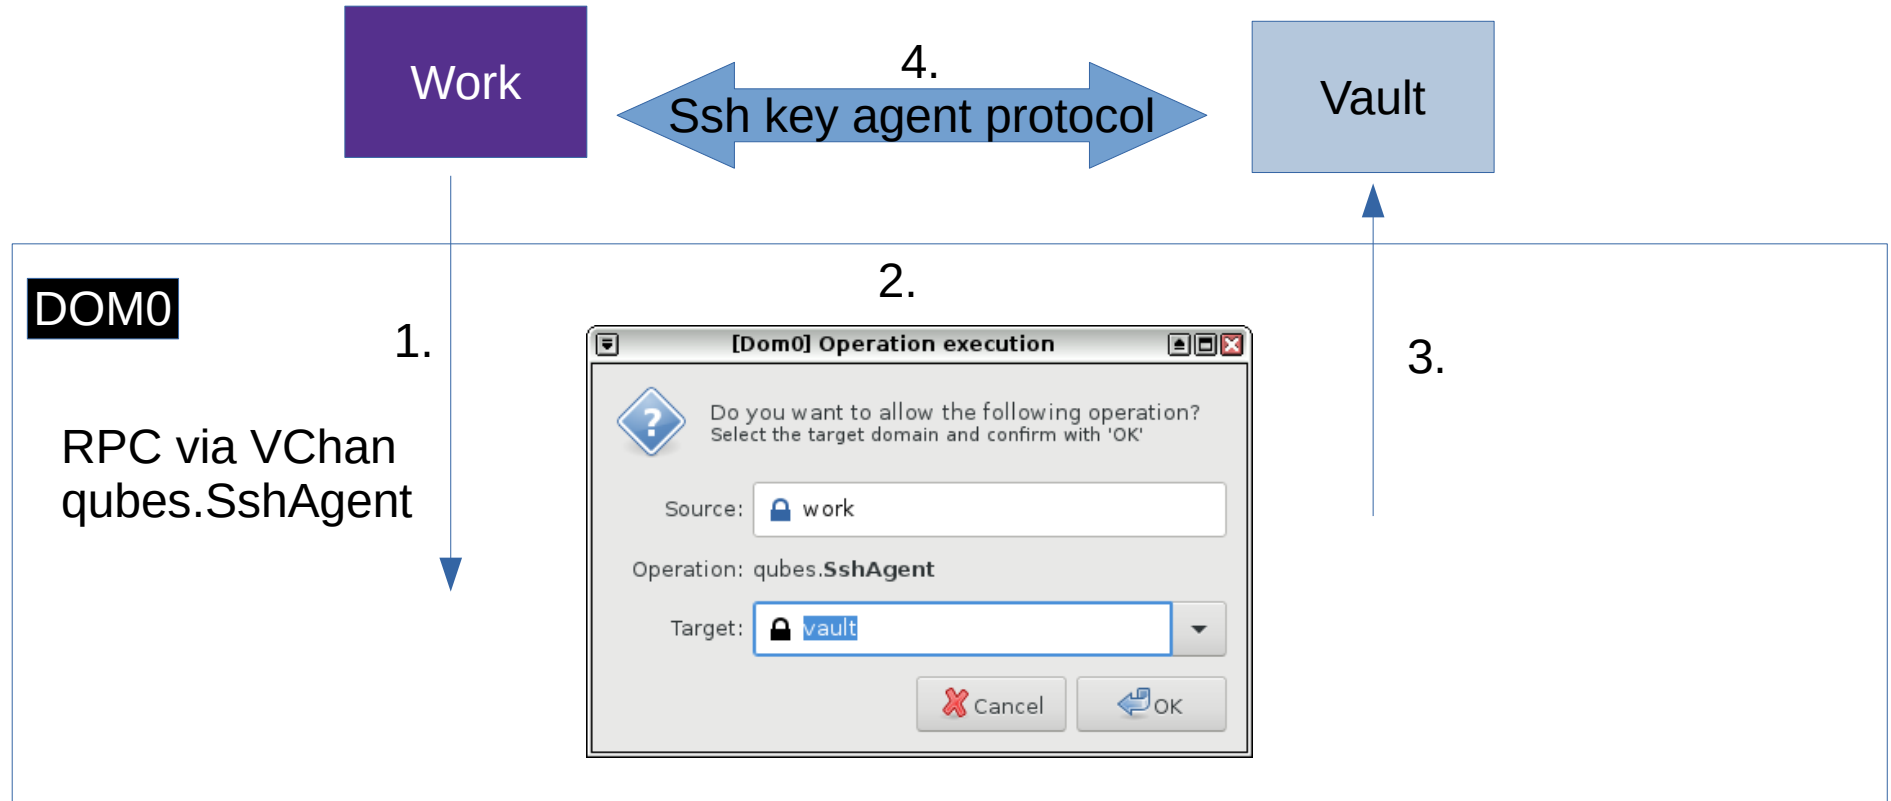 Work
4.
Ssh key agent protocol
Vault
DOM0
1.
2.
3.
RPC via VChan
qubes.SshAgent
[Dom0] Operation execution
Do you want to allow the following operation?
Select the target domain and confirm with 'OK'
Source: work
Operation: qubes.SshAgent
Target: vault
Cancel OK